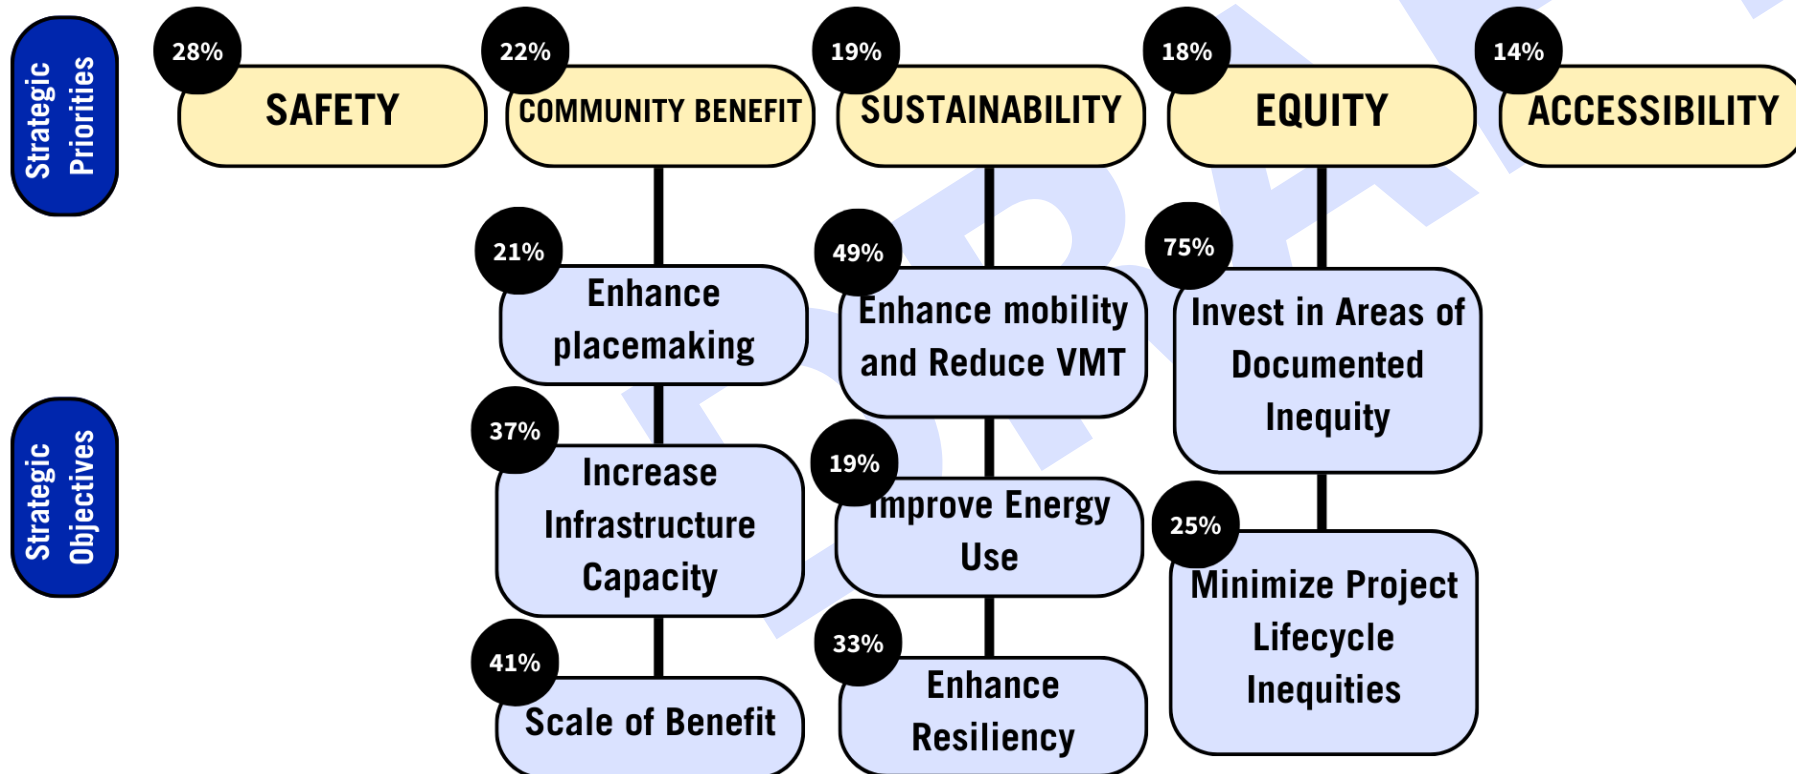 Strategic
Priorities
28%
SAFETY
22%
COMMUNITY BENEFIT
19%
SUSTAINABILITY
18%
EQUITY
14%
ACCESSIBILITY
Strategic
Objectives
21%
Enhance
placemaking
37%
Increase
Infrastructure
Capacity
41%
Scale of Benefit
49%
Enhance mobility
and Reduce VMT
19%
Improve Energy
Use
33%
Enhance
Resiliency
75%
Invest in Areas of
Documented
Inequity
25%
Minimize Project
Lifecycle
Inequities
DRAF